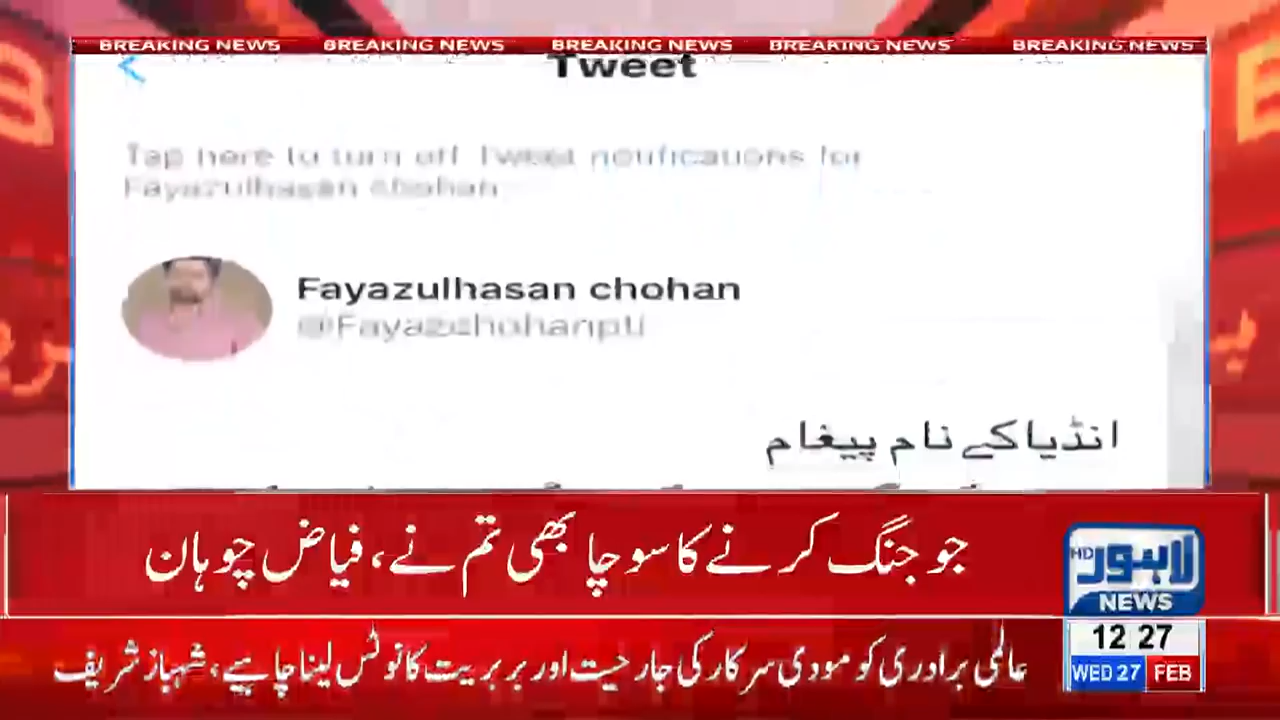 BREAKING NEWS BREAKING NEWS BREAKING NEWS BREAKING NEWS BREAKING NEWS
Tweet
Tap here to turn off Tweet notifications for
Fayazulhasan chohan
Fayazulhasan chohan
@Fayazchohanpti
انڈیا کے نام پیغام
جو جنگ کرنے کا سوچا بھی تم نے، فیاض چوہان
HD لاہور
NEWS
12 27
WED 27 FEB
عالمی برادری کو مودی سرکار کی جارحیت اور بربریت کا نوٹس لینا چاہیے، شہباز شریف